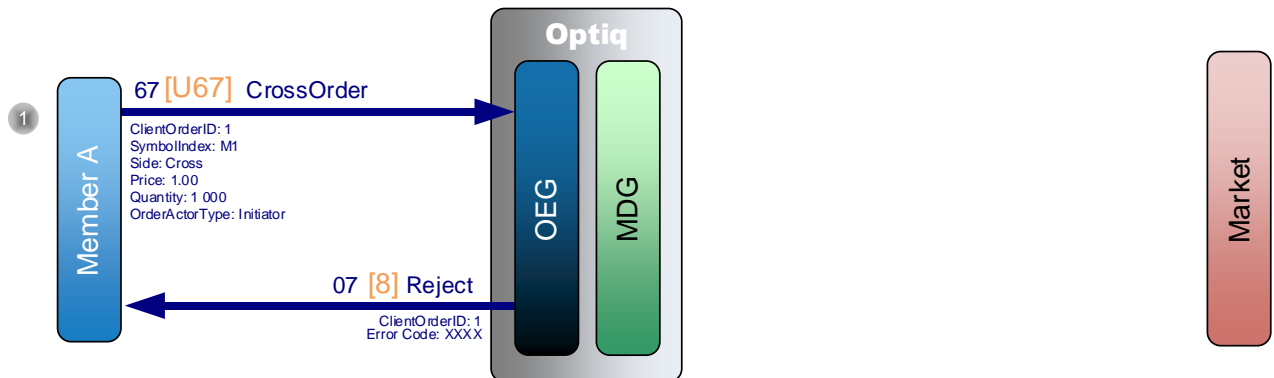 Optiq
1
67 [U67] CrossOrder
ClientOrderID: 1
SymbolIndex: M1
Side: Cross
Price: 1.00
Quantity: 1 000
OrderActorType: Initiator
Member A
OEG
MDG
Market
07 [8] Reject
ClientOrderID: 1
Error Code: XXXX